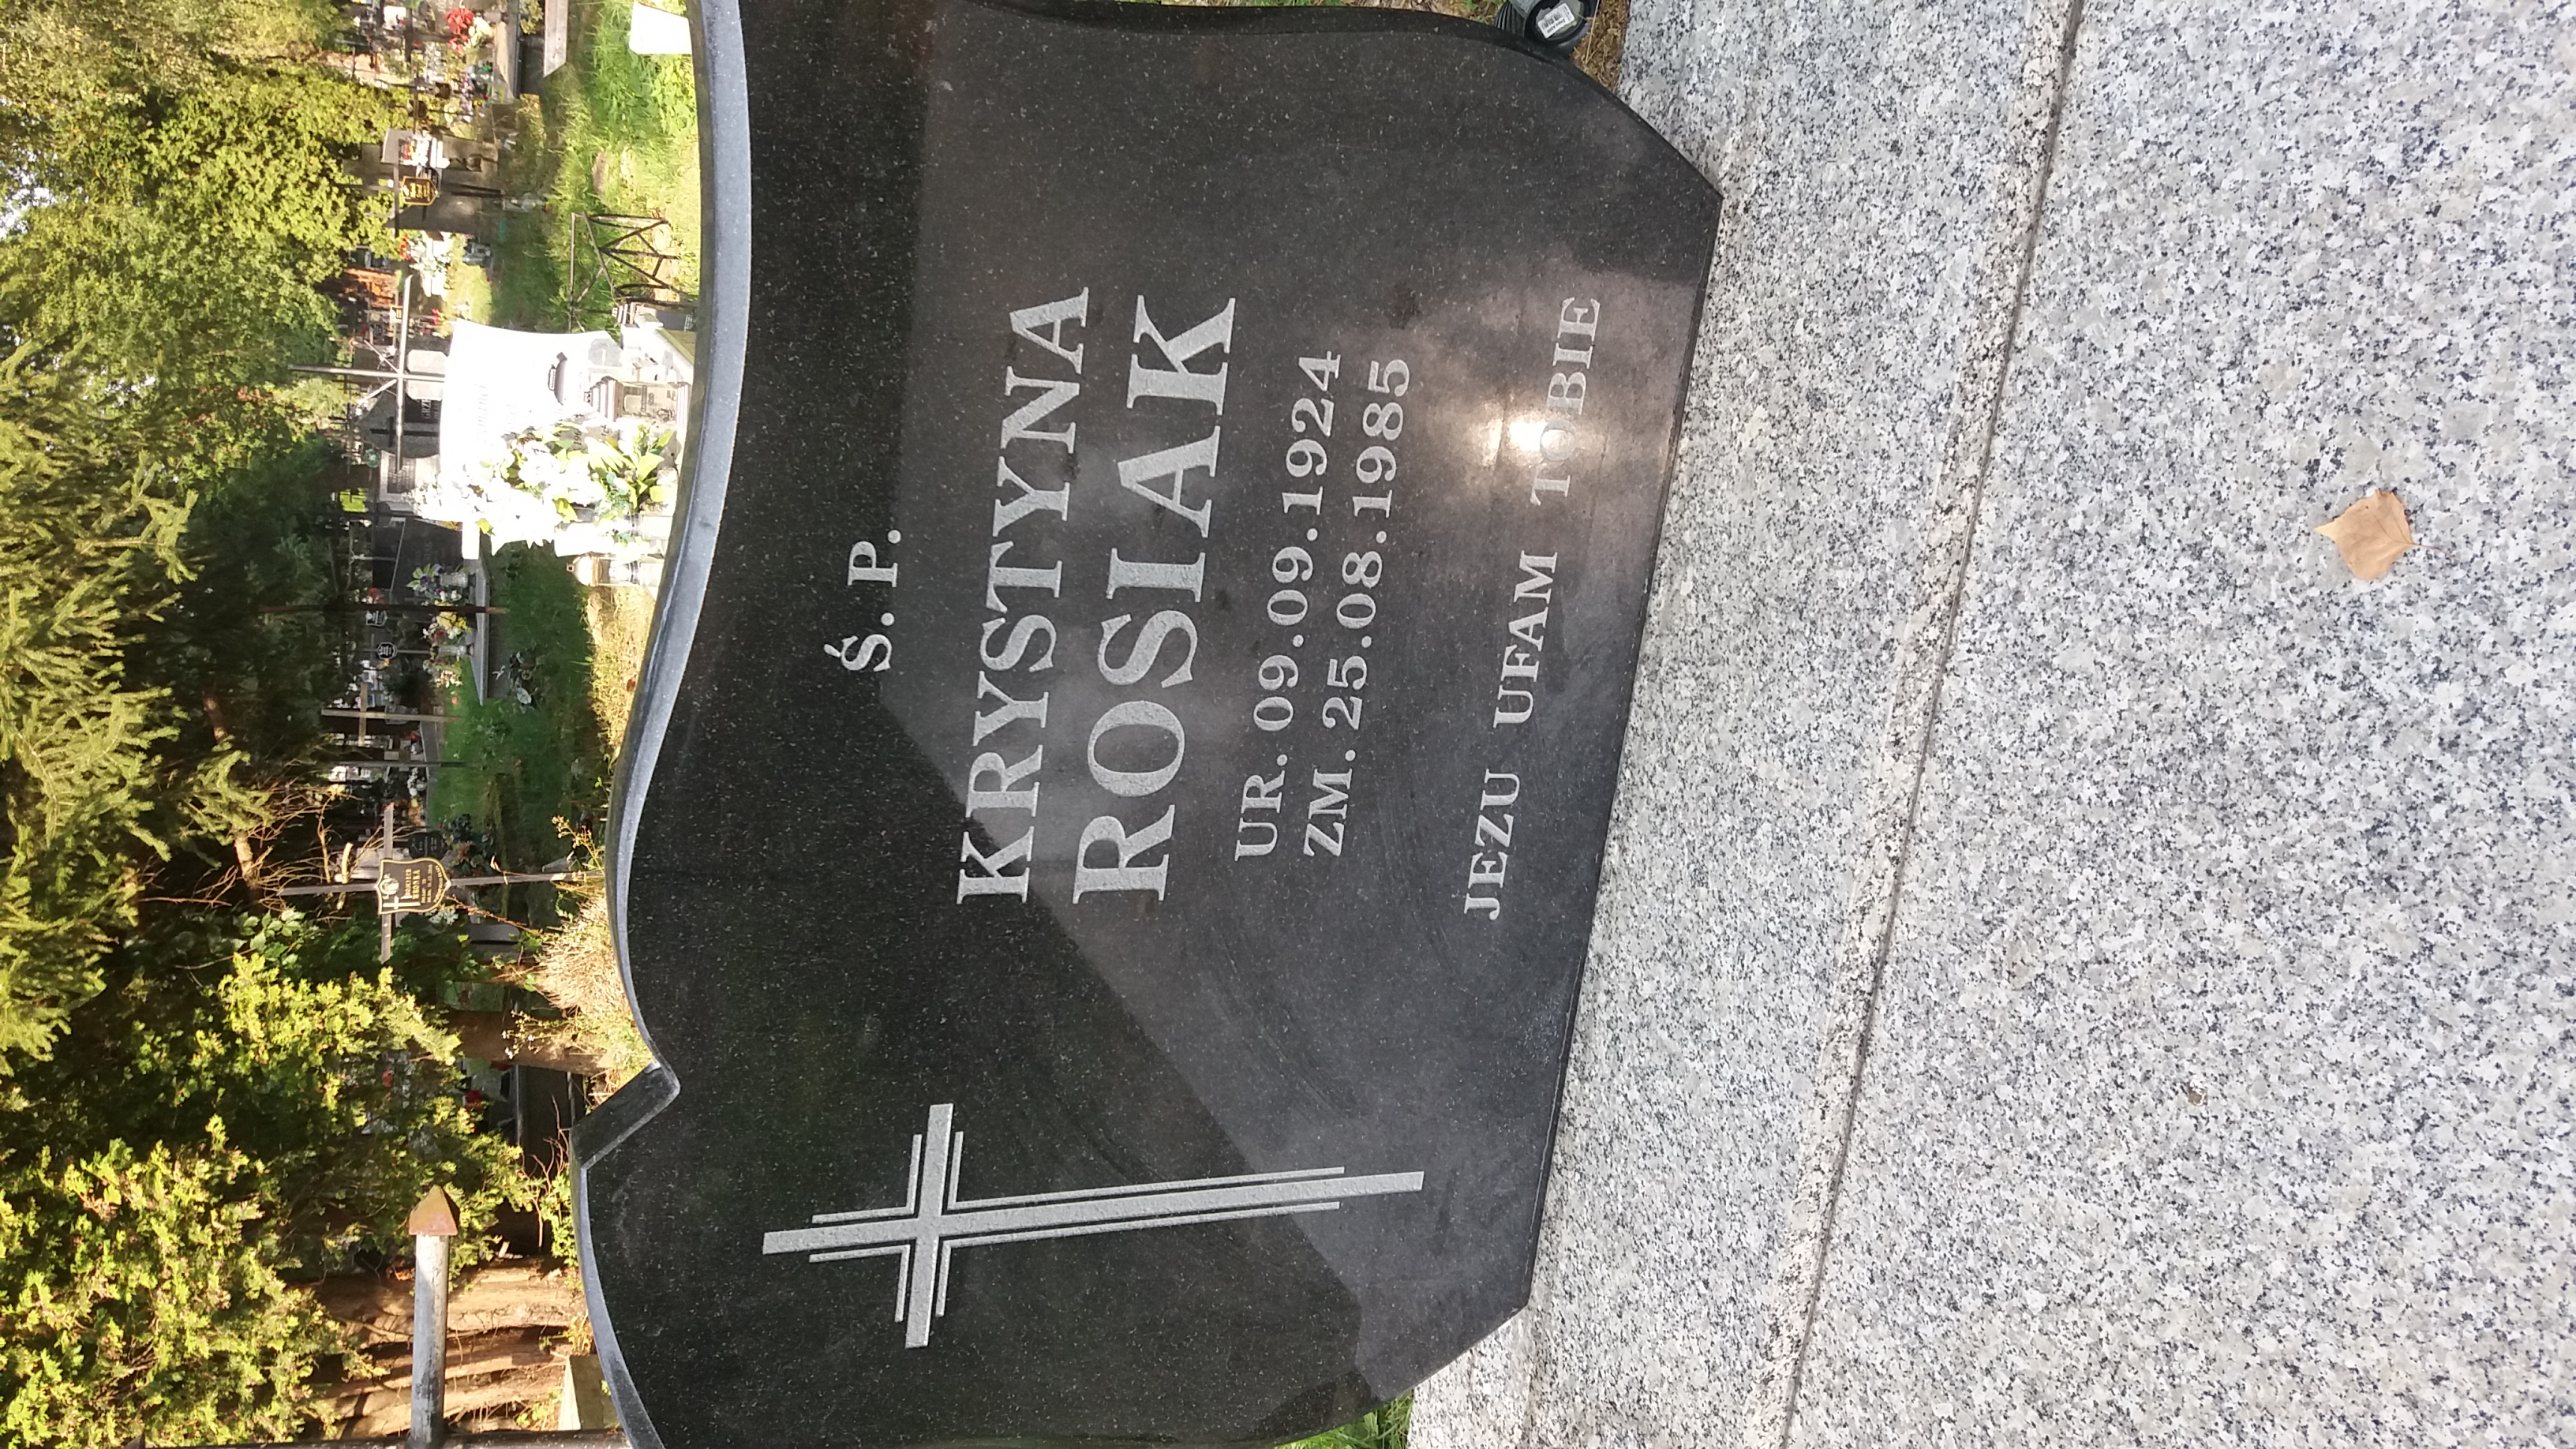 Ś. P.
KRYSTYNA
ROSIAK
UR. 09.09.1924
ZM. 25.08.1985
JEZU UFAM TOBIE